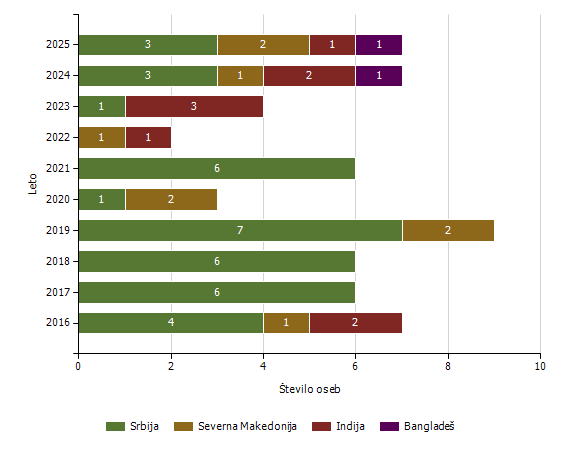 2025 3 2 1 1
2024 3 1 2 1
2023 1 3
2022 1 1
2021 6
2020 1 2
2019 7 2
2018 6
2017 6
2016 4 1 2
Leto
0 2 4 6 8 10
Število oseb
Srbija Severna Makedonija Indija Bangladeš